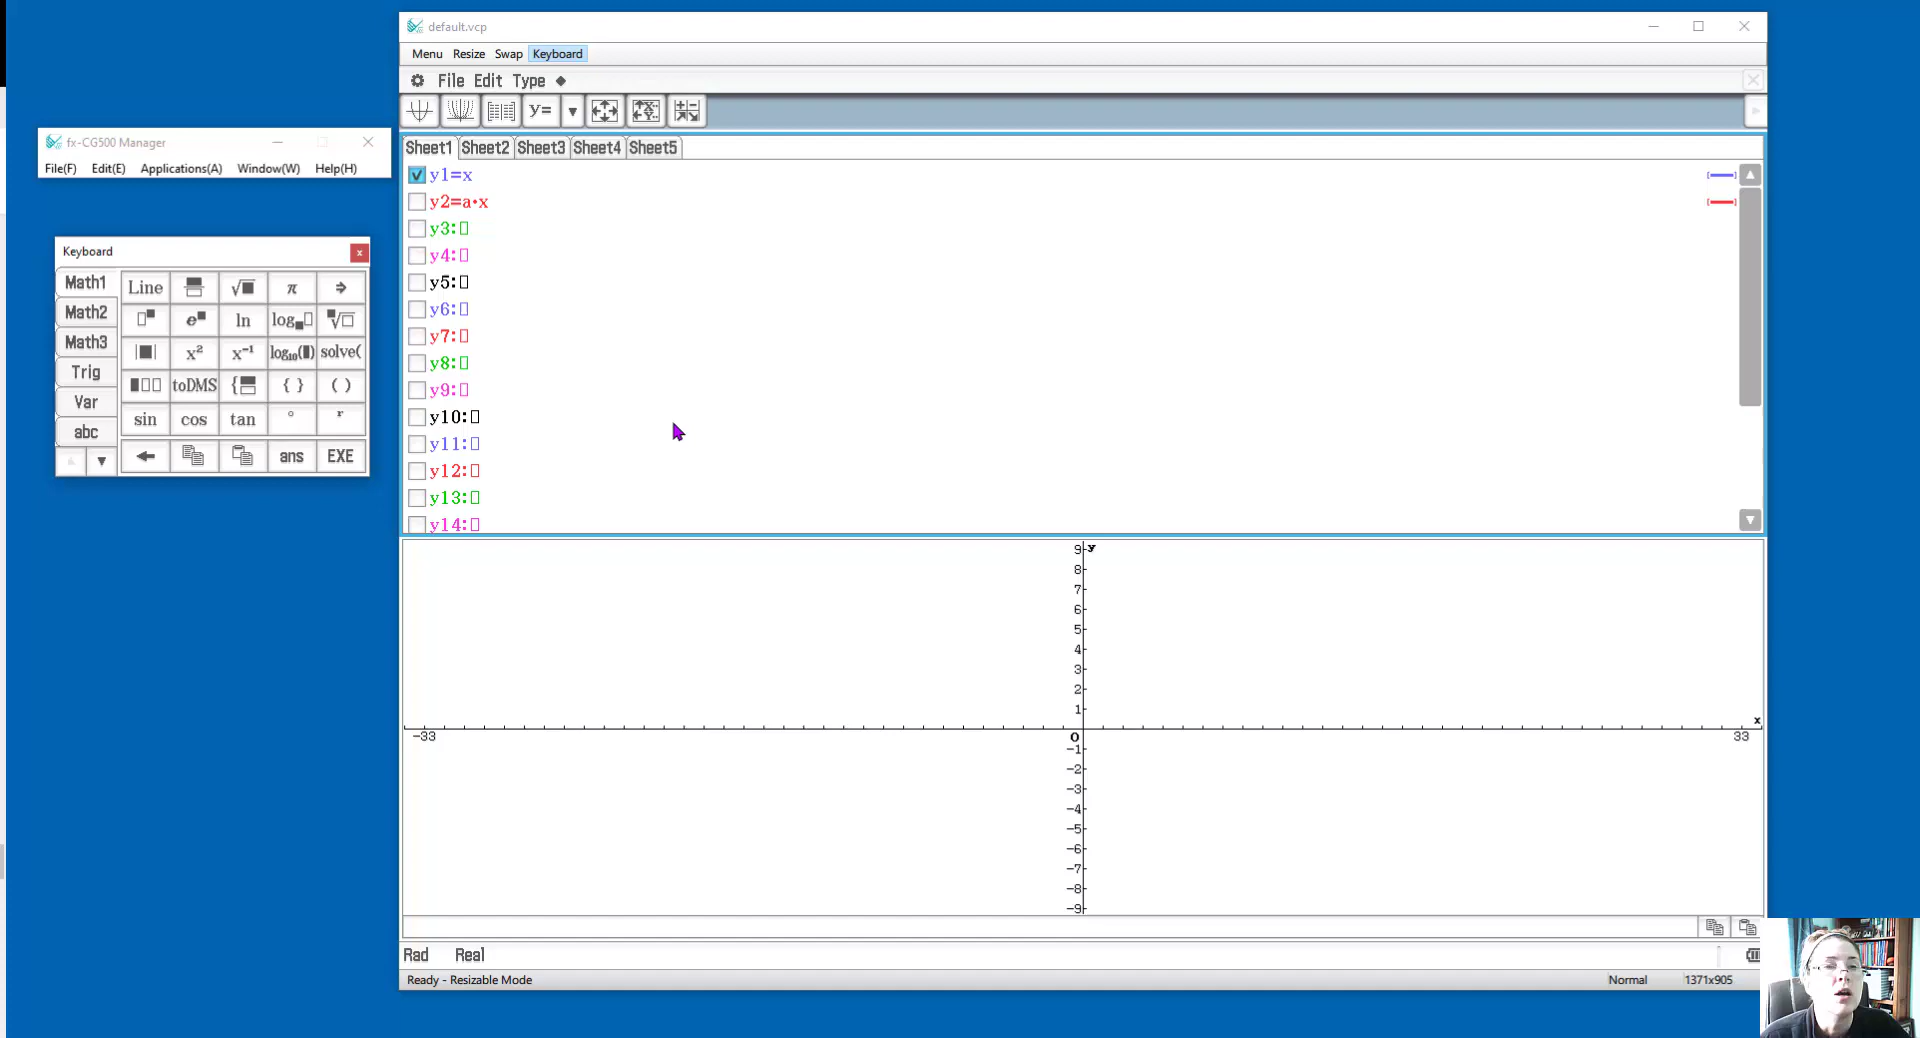 default.vcp
Menu Resize Swap Keyboard
File Edit Type
y=
Sheet1 Sheet2 Sheet3 Sheet4 Sheet5
y1=x
y2=a·x
y3:
y4:
y5:
y6:
y7:
y8:
y9:
y10:
y11:
y12:
y13:
y14:
fx-CG500 Manager
File(F) Edit(E) Applications(A) Window(W) Help(H)
Keyboard
Math1
Math2
Math3
Trig
Var
abc
Line √ π
e ln log √
| | x² x⁻¹ log₁₀( ) solve(
toDMS { } ( )
sin cos tan ° r
ans EXE
y
9
8
7
6
5
4
3
2
1
x
-33 0 33
-1
-2
-3
-4
-5
-6
-7
-8
-9
Rad Real
Ready - Resizable Mode Normal 1371x905